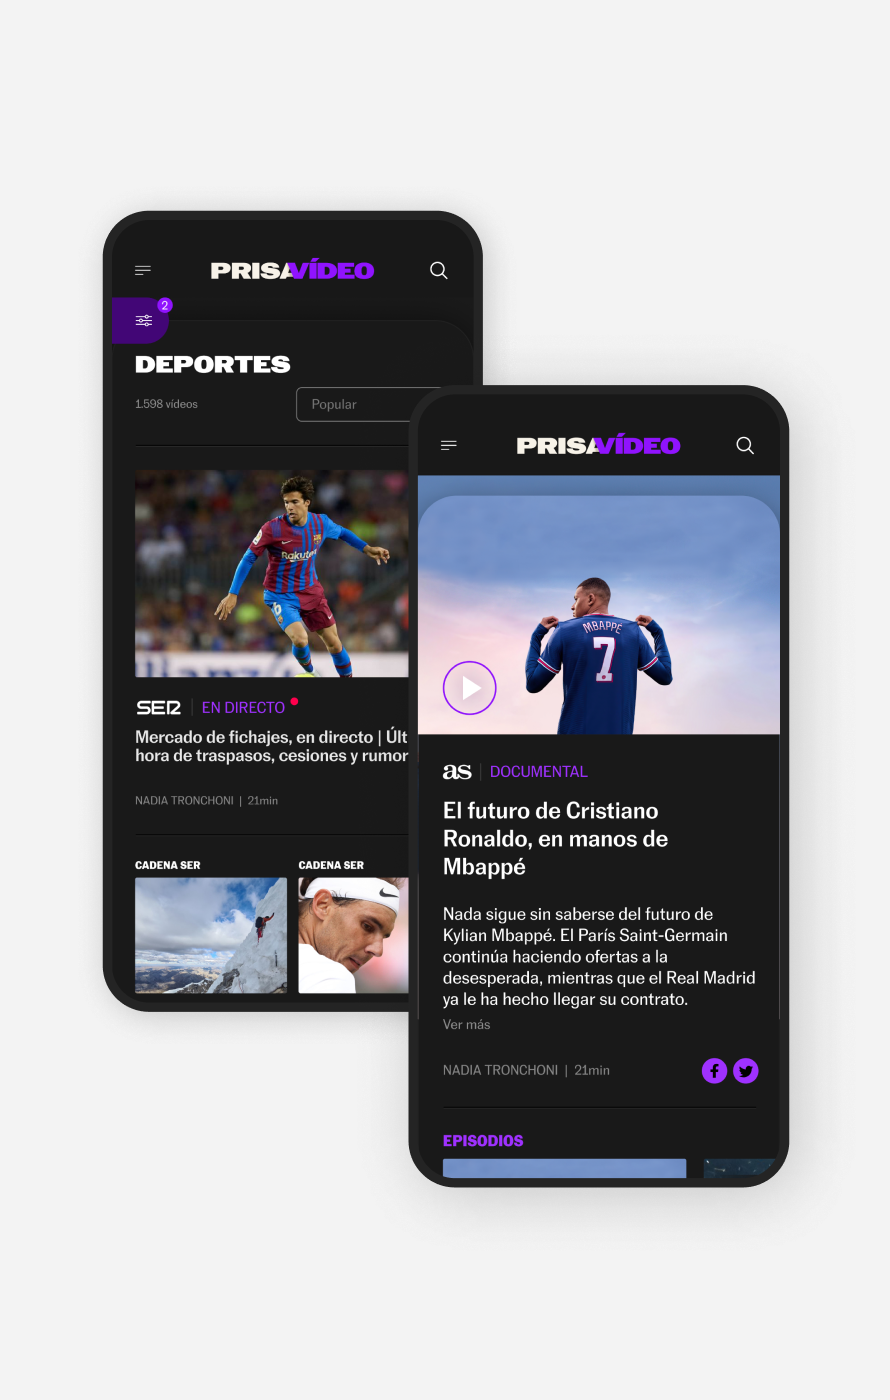 PRISAVÍDEO
2
DEPORTES
1.598 vídeos
Popular
Rakuten
6
SER | EN DIRECTO
Mercado de fichajes, en directo | Últ
hora de traspasos, cesiones y rumor
NADIA TRONCHONI | 21min
CADENA SER
CADENA SER
PRISAVÍDEO
MBAPPÉ
7
as | DOCUMENTAL
El futuro de Cristiano
Ronaldo, en manos de
Mbappé
Nada sigue sin saberse del futuro de
Kylian Mbappé. El París Saint-Germain
continúa haciendo ofertas a la
desesperada, mientras que el Real Madrid
ya le ha hecho llegar su contrato.
Ver más
NADIA TRONCHONI | 21min
EPISODIOS